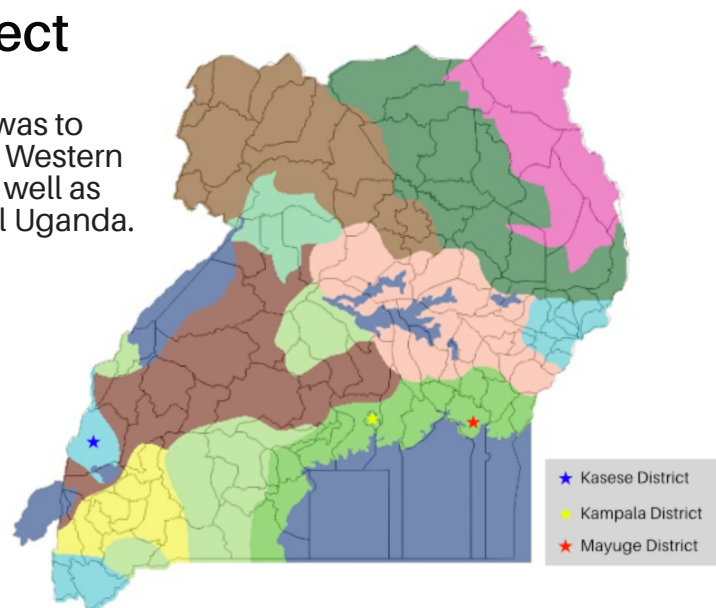 ect
was to
Western
well as
l Uganda.
Kasese District
Kampala District
Mayuge District